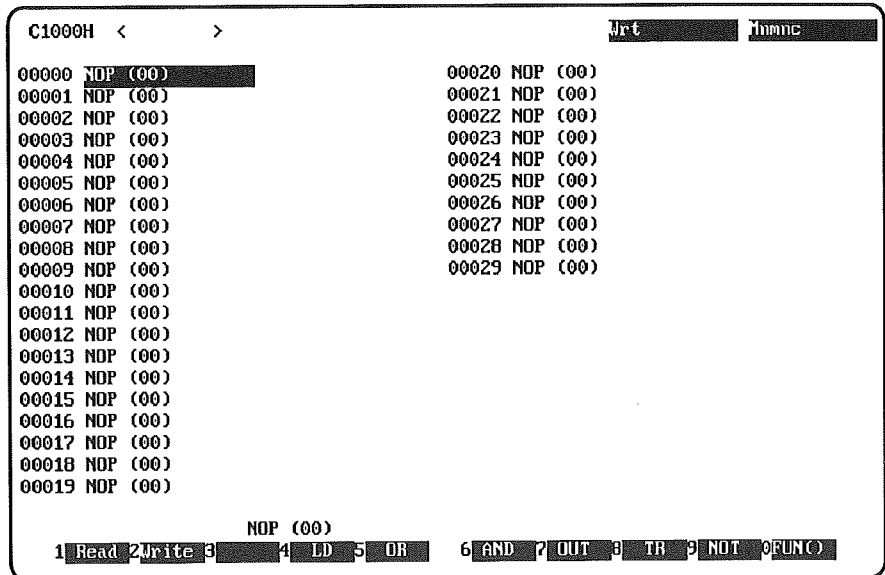 C1000H < > Wrt Mnmnc
00000 NOP (00) 00020 NOP (00)
00001 NOP (00) 00021 NOP (00)
00002 NOP (00) 00022 NOP (00)
00003 NOP (00) 00023 NOP (00)
00004 NOP (00) 00024 NOP (00)
00005 NOP (00) 00025 NOP (00)
00006 NOP (00) 00026 NOP (00)
00007 NOP (00) 00027 NOP (00)
00008 NOP (00) 00028 NOP (00)
00009 NOP (00) 00029 NOP (00)
00010 NOP (00)
00011 NOP (00)
00012 NOP (00)
00013 NOP (00)
00014 NOP (00)
00015 NOP (00)
00016 NOP (00)
00017 NOP (00)
00018 NOP (00)
00019 NOP (00)
NOP (00)
1 Read 2 Write 3 4 LD 5 OR 6 AND 7 OUT 8 TR 9 NOT 0 FUN()